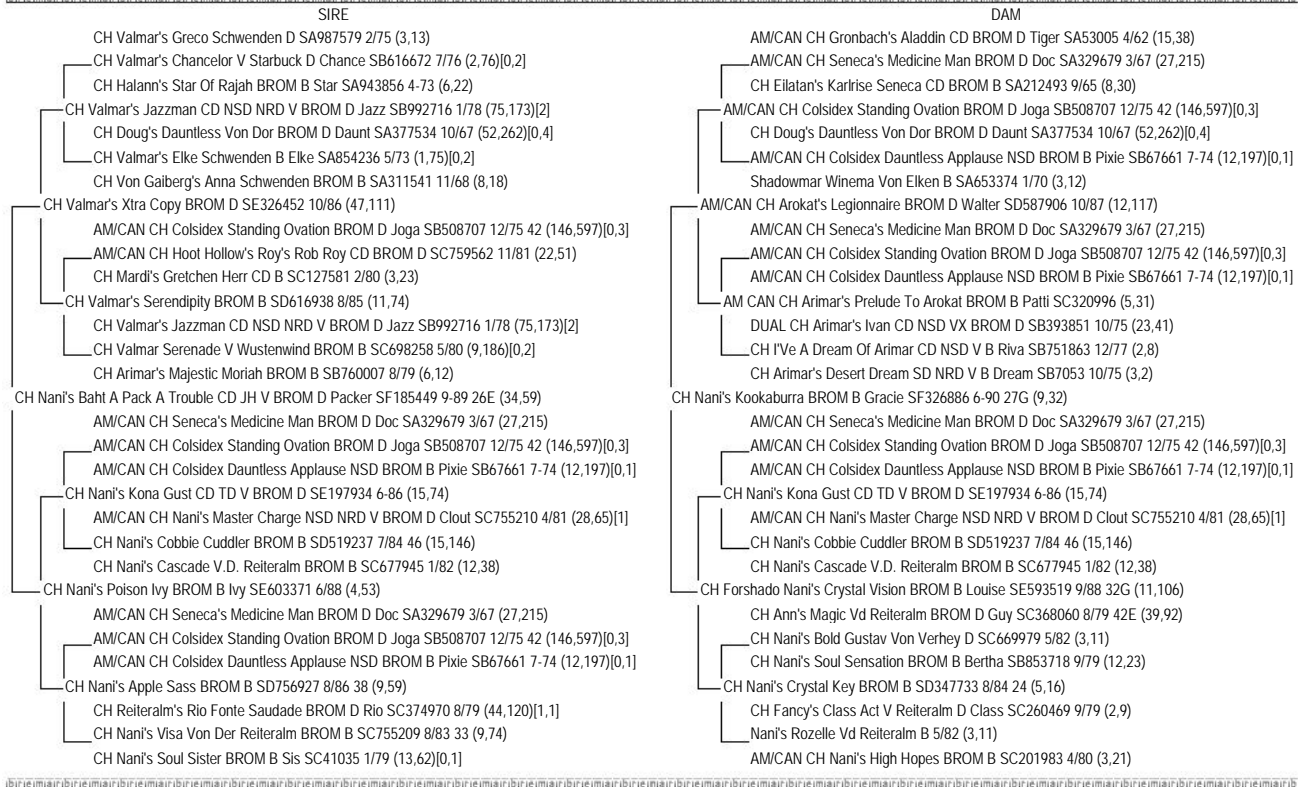 SIRE
CH Valmar's Greco Schwenden D SA987579 2/75 (3,13)
CH Valmar's Chancelor V Starbuck D Chance SB616672 7/76 (2,76)[0,2]
CH Halann's Star Of Rajah BROM B Star SA943856 4-73 (6,22)
CH Valmar's Jazzman CD NSD NRD V BROM D Jazz SB992716 1/78 (75,173)[2]
CH Doug's Dauntless Von Dor BROM D Daunt SA377534 10/67 (52,262)[0,4]
CH Valmar's Elke Schwenden B Elke SA854236 5/73 (1,75)[0,2]
CH Von Gaiberg's Anna Schwenden BROM B SA311541 11/68 (8,18)
CH Valmar's Xtra Copy BROM D SE326452 10/86 (47,111)
AM/CAN CH Colsidex Standing Ovation BROM D Joga SB508707 12/75 42 (146,597)[0,3]
AM/CAN CH Hoot Hollow's Roy's Rob Roy CD BROM D SC759562 11/81 (22,51)
CH Mardi's Gretchen Herr CD B SC127581 2/80 (3,23)
CH Valmar's Serendipity BROM B SD616938 8/85 (11,74)
CH Valmar's Jazzman CD NSD NRD V BROM D Jazz SB992716 1/78 (75,173)[2]
CH Valmar Serenade V Wustenwind BROM B SC698258 5/80 (9,186)[0,2]
CH Arimar's Majestic Moriah BROM B SB760007 8/79 (6,12)
CH Nani's Baht A Pack A Trouble CD JH V BROM D Packer SF185449 9-89 26E (34,59)
AM/CAN CH Seneca's Medicine Man BROM D Doc SA329679 3/67 (27,215)
AM/CAN CH Colsidex Standing Ovation BROM D Joga SB508707 12/75 42 (146,597)[0,3]
AM/CAN CH Colsidex Dauntless Applause NSD BROM B Pixie SB67661 7-74 (12,197)[0,1]
CH Nani's Kona Gust CD TD V BROM D SE197934 6-86 (15,74)
AM/CAN CH Nani's Master Charge NSD NRD V BROM D Clout SC755210 4/81 (28,65)[1]
CH Nani's Cobbie Cuddler BROM B SD519237 7/84 46 (15,146)
CH Nani's Cascade V.D. Reiteralm BROM B SC677945 1/82 (12,38)
CH Nani's Poison Ivy BROM B Ivy SE603371 6/88 (4,53)
AM/CAN CH Seneca's Medicine Man BROM D Doc SA329679 3/67 (27,215)
AM/CAN CH Colsidex Standing Ovation BROM D Joga SB508707 12/75 42 (146,597)[0,3]
AM/CAN CH Colsidex Dauntless Applause NSD BROM B Pixie SB67661 7-74 (12,197)[0,1]
CH Nani's Apple Sass BROM B SD756927 8/86 38 (9,59)
CH Reiteralm's Rio Fonte Saudade BROM D Rio SC374970 8/79 (44,120)[1,1]
CH Nani's Visa Von Der Reiteralm BROM B SC755209 8/83 33 (9,74)
CH Nani's Soul Sister BROM B Sis SC41035 1/79 (13,62)[0,1]
DAM
AM/CAN CH Gronbach's Aladdin CD BROM D Tiger SA53005 4/62 (15,38)
AM/CAN CH Seneca's Medicine Man BROM D Doc SA329679 3/67 (27,215)
CH Eilatan's Karlrise Seneca CD BROM B SA212493 9/65 (8,30)
AM/CAN CH Colsidex Standing Ovation BROM D Joga SB508707 12/75 42 (146,597)[0,3]
CH Doug's Dauntless Von Dor BROM D Daunt SA377534 10/67 (52,262)[0,4]
AM/CAN CH Colsidex Dauntless Applause NSD BROM B Pixie SB67661 7-74 (12,197)[0,1]
Shadowmar Winema Von Elken B SA653374 1/70 (3,12)
AM/CAN CH Arokat's Legionnaire BROM D Walter SD587906 10/87 (12,117)
AM/CAN CH Seneca's Medicine Man BROM D Doc SA329679 3/67 (27,215)
AM/CAN CH Colsidex Standing Ovation BROM D Joga SB508707 12/75 42 (146,597)[0,3]
AM/CAN CH Colsidex Dauntless Applause NSD BROM B Pixie SB67661 7-74 (12,197)[0,1]
AM CAN CH Arimar's Prelude To Arokat BROM B Patti SC320996 (5,31)
DUAL CH Arimar's Ivan CD NSD VX BROM D SB393851 10/75 (23,41)
CH I'Ve A Dream Of Arimar CD NSD V B Riva SB751863 12/77 (2,8)
CH Arimar's Desert Dream SD NRD V B Dream SB7053 10/75 (3,2)
CH Nani's Kookaburra BROM B Gracie SF326886 6-90 27G (9,32)
AM/CAN CH Seneca's Medicine Man BROM D Doc SA329679 3/67 (27,215)
AM/CAN CH Colsidex Standing Ovation BROM D Joga SB508707 12/75 42 (146,597)[0,3]
AM/CAN CH Colsidex Dauntless Applause NSD BROM B Pixie SB67661 7-74 (12,197)[0,1]
CH Nani's Kona Gust CD TD V BROM D SE197934 6-86 (15,74)
AM/CAN CH Nani's Master Charge NSD NRD V BROM D Clout SC755210 4/81 (28,65)[1]
CH Nani's Cobbie Cuddler BROM B SD519237 7/84 46 (15,146)
CH Nani's Cascade V.D. Reiteralm BROM B SC677945 1/82 (12,38)
CH Forshado Nani's Crystal Vision BROM B Louise SE593519 9/88 32G (11,106)
CH Ann's Magic Vd Reiteralm BROM D Guy SC368060 8/79 42E (39,92)
CH Nani's Bold Gustav Von Verhey D SC669979 5/82 (3,11)
CH Nani's Soul Sensation BROM B Bertha SB853718 9/79 (12,23)
CH Nani's Crystal Key BROM B SD347733 8/84 24 (5,16)
CH Fancy's Class Act V Reiteralm D Class SC260469 9/79 (2,9)
Nani's Rozelle Vd Reiteralm B 5/82 (3,11)
AM/CAN CH Nani's High Hopes BROM B SC201983 4/80 (3,21)